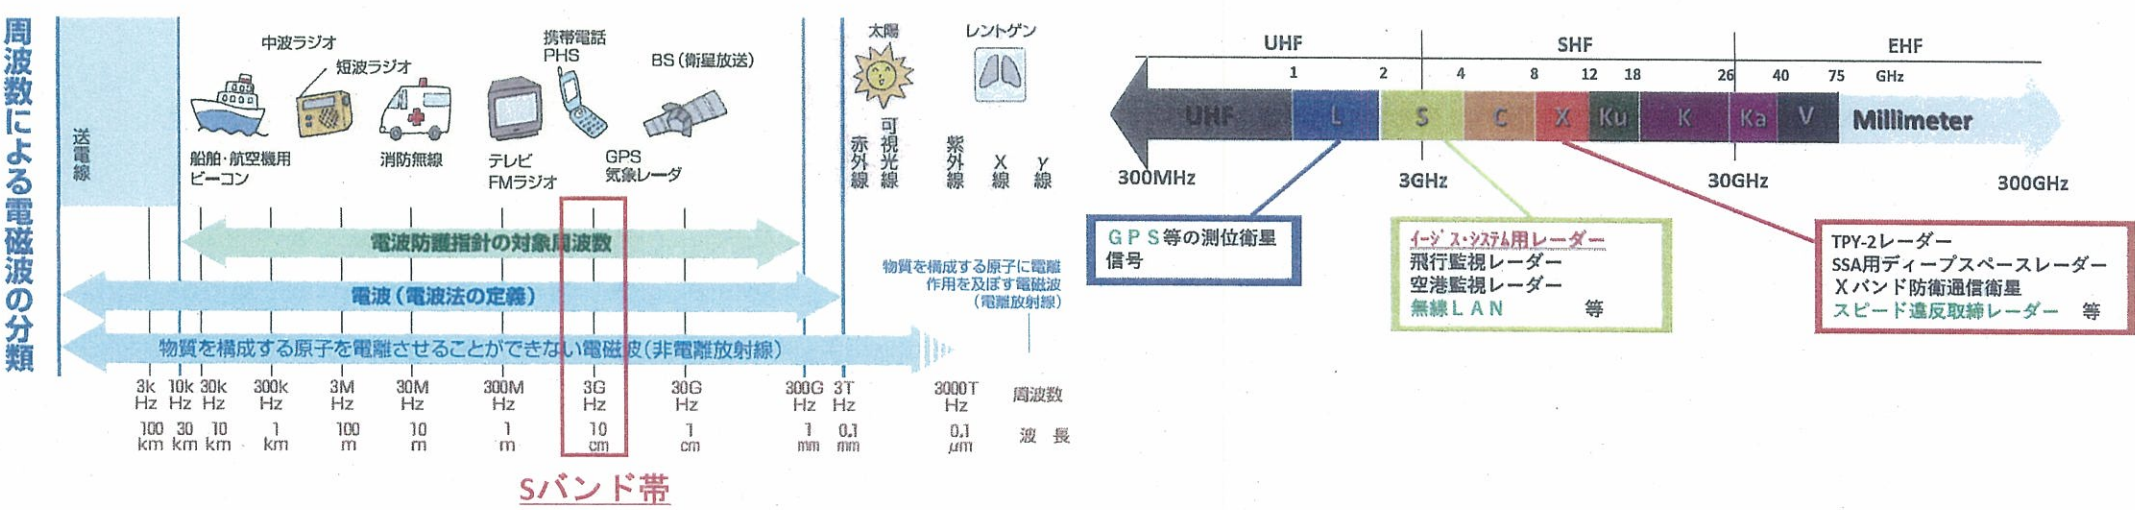 周波数による電磁波の分類
送電線
中波ラジオ
短波ラジオ
携帯電話
PHS
BS(衛星放送)
太陽
レントゲン
船舶・航空機用
ビーコン
消防無線
テレビ
FMラジオ
GPS
気象レーダ
赤外線
可視光線
紫外線
X線
γ線
電波防護指針の対象周波数
電波(電波法の定義)
物質を構成する原子に電離
作用を及ぼす電磁波
(電離放射線)
物質を構成する原子を電離させることができない電磁波(非電離放射線)
3k 10k 30k 300k 3M 30M 300M 3G 30G 300G 3T 3000T
Hz Hz Hz Hz Hz Hz Hz Hz Hz Hz Hz Hz
周波数
100 30 10 1 100 10 1 10 1 1 0.1 0.1
km km km km m m m cm cm mm mm μm
波長
Sバンド帯
UHF SHF EHF
1 2 4 8 12 18 26 40 75 GHz
UHF L S C X Ku K Ka V Millimeter
300MHz 3GHz 30GHz 300GHz
GPS等の測位衛星
信号
イージス・システム用レーダー
飛行監視レーダー
空港監視レーダー
無線LAN 等
TPY-2レーダー
SSA用ディープスペースレーダー
Xバンド防衛通信衛星
スピード違反取締レーダー 等